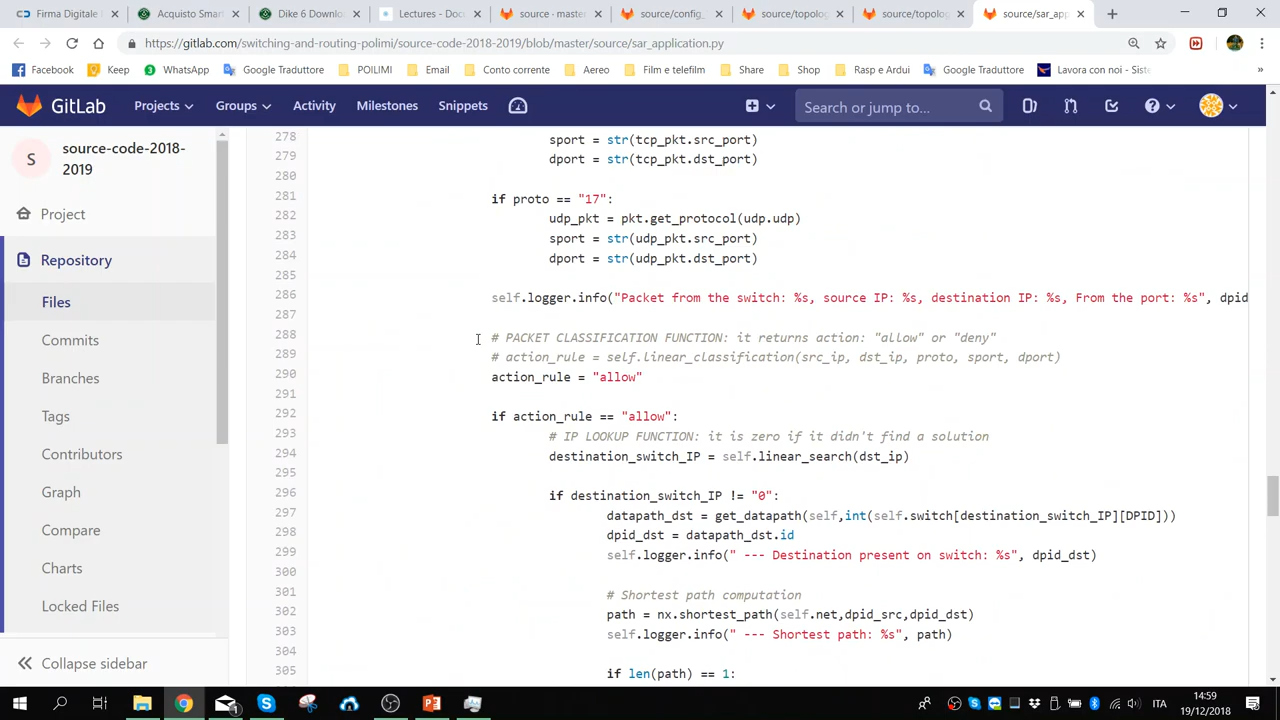 Firma Digitale
Acquisto Smart
Dike 6 Downlo
Lectures - Doc
source - maste
source/config_
source/topolog
source/topolog
source/sar_app
https://gitlab.com/switching-and-routing-polimi/source-code-2018-2019/blob/master/source/sar_application.py
Facebook Keep WhatsApp Google Traduttore POILIMI Email Conto corrente Aereo Film e telefilm Share Shop Rasp e Ardui Google Traduttore Lavora con noi - Siste
GitLab Projects Groups Activity Milestones Snippets Search or jump to...
S source-code-2018-2019
Project
Repository
Files
Commits
Branches
Tags
Contributors
Graph
Compare
Charts
Locked Files
Collapse sidebar
278 sport = str(tcp_pkt.src_port)
279 dport = str(tcp_pkt.dst_port)
280
281 if proto == "17":
282 udp_pkt = pkt.get_protocol(udp.udp)
283 sport = str(udp_pkt.src_port)
284 dport = str(udp_pkt.dst_port)
285
286 self.logger.info("Packet from the switch: %s, source IP: %s, destination IP: %s, From the port: %s", dpid
287
288 # PACKET CLASSIFICATION FUNCTION: it returns action: "allow" or "deny"
289 # action_rule = self.linear_classification(src_ip, dst_ip, proto, sport, dport)
290 action_rule = "allow"
291
292 if action_rule == "allow":
293 # IP LOOKUP FUNCTION: it is zero if it didn't find a solution
294 destination_switch_IP = self.linear_search(dst_ip)
295
296 if destination_switch_IP != "0":
297 datapath_dst = get_datapath(self,int(self.switch[destination_switch_IP][DPID]))
298 dpid_dst = datapath_dst.id
299 self.logger.info(" --- Destination present on switch: %s", dpid_dst)
300
301 # Shortest path computation
302 path = nx.shortest_path(self.net,dpid_src,dpid_dst)
303 self.logger.info(" --- Shortest path: %s", path)
304
305 if len(path) == 1:
ITA
14:59
19/12/2018